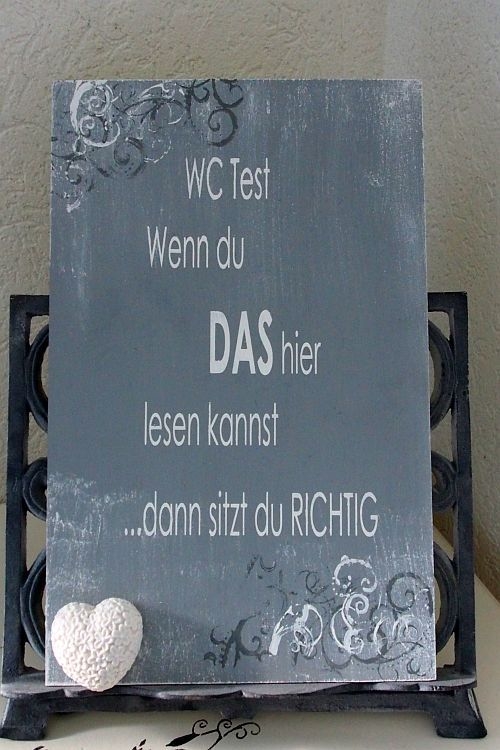 WC Test
Wenn du
DAS hier
lesen kannst
...dann sitzt du RICHTIG